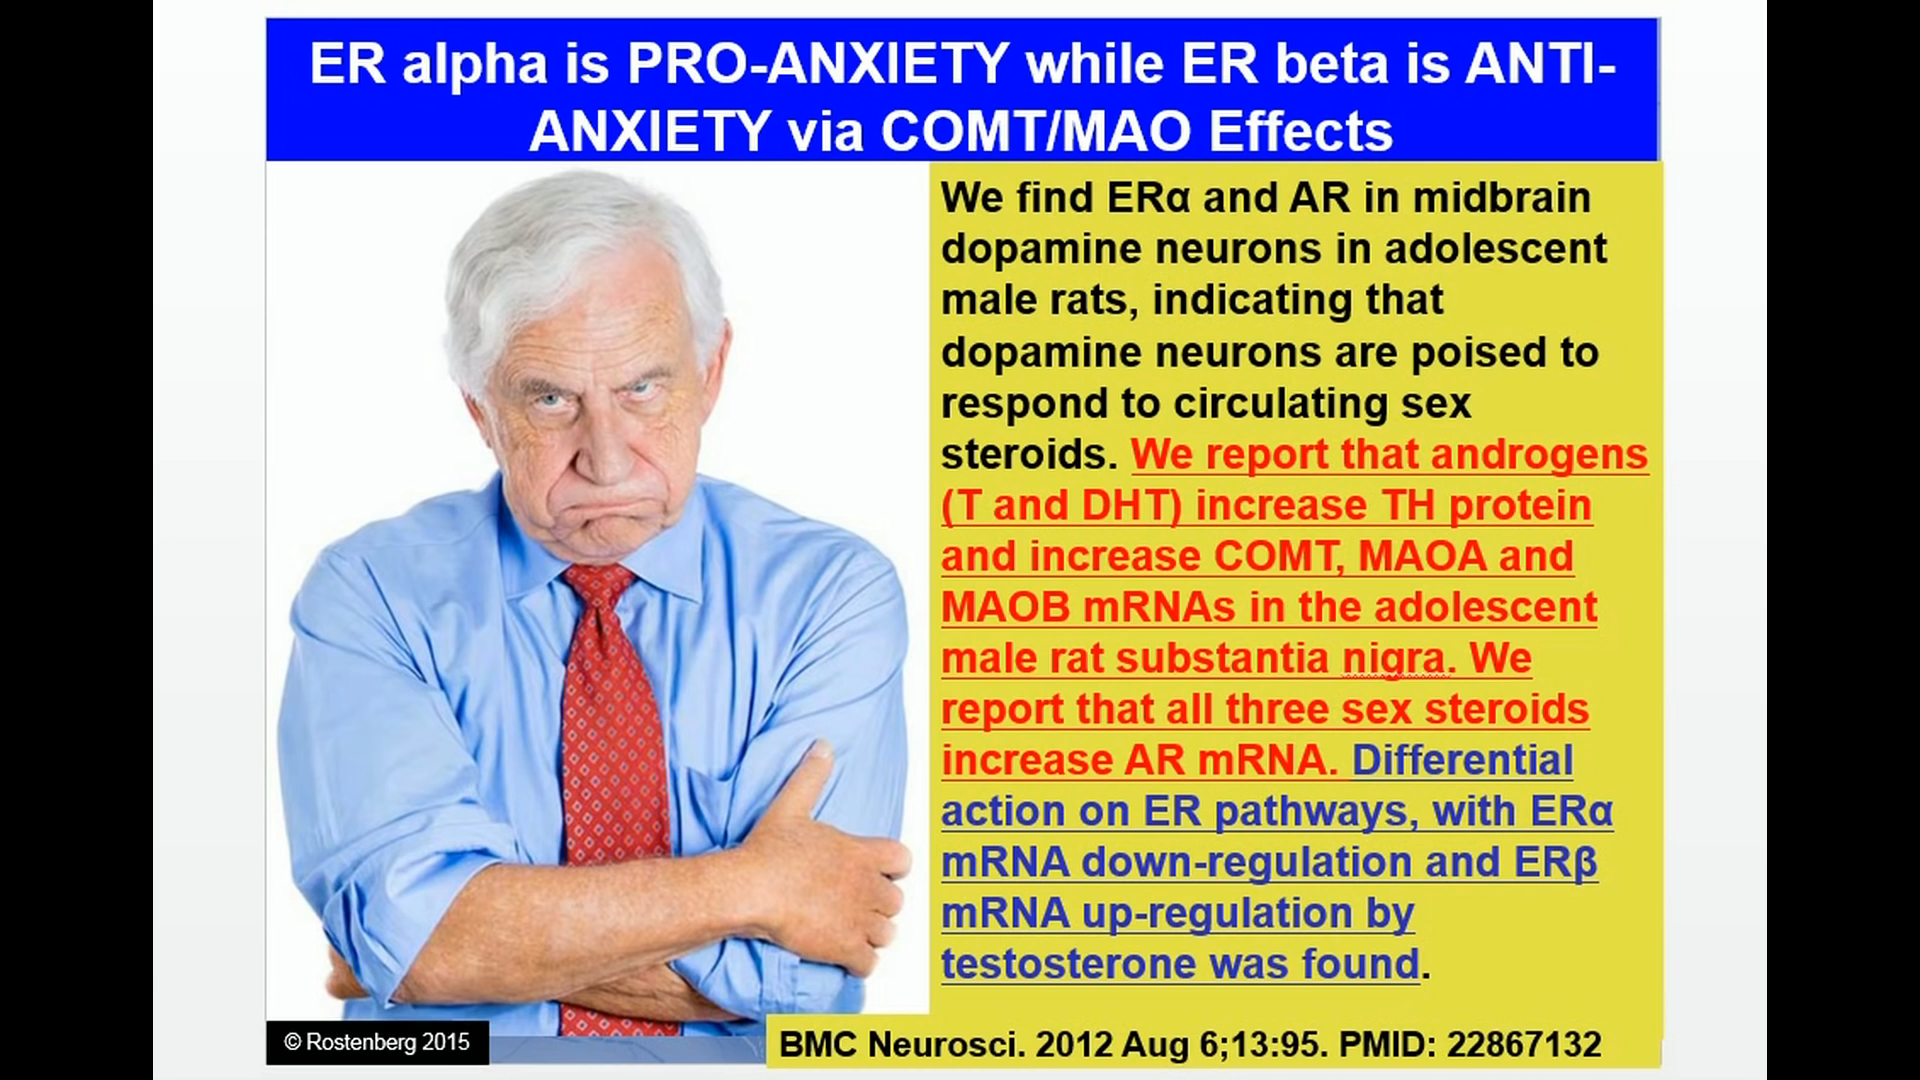 ER alpha is PRO-ANXIETY while ER beta is ANTI-
ANXIETY via COMT/MAO Effects
We find ERα and AR in midbrain
dopamine neurons in adolescent
male rats, indicating that
dopamine neurons are poised to
respond to circulating sex
steroids. We report that androgens
(T and DHT) increase TH protein
and increase COMT, MAOA and
MAOB mRNAs in the adolescent
male rat substantia nigra. We
report that all three sex steroids
increase AR mRNA. Differential
action on ER pathways, with ERα
mRNA down-regulation and ERβ
mRNA up-regulation by
testosterone was found.
© Rostenberg 2015
BMC Neurosci. 2012 Aug 6;13:95. PMID: 22867132